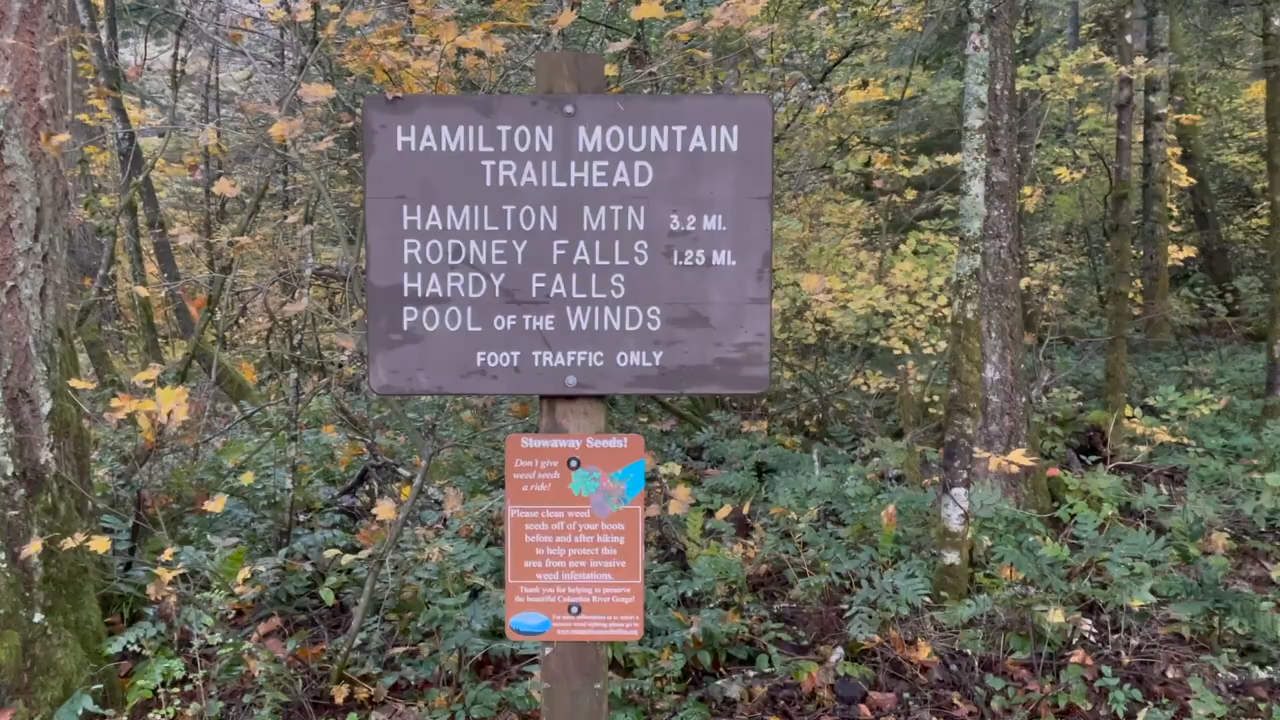 HAMILTON MOUNTAIN
TRAILHEAD
HAMILTON MTN 3.2 MI.
RODNEY FALLS 1.25 MI.
HARDY FALLS
POOL OF THE WINDS
FOOT TRAFFIC ONLY
Stowaway Seeds!
Don't give
weed seeds
a ride!
Please clean weed
seeds off of your boots
before and after hiking
to help protect this
area from new invasive
weed infestations.
Thank you for helping to preserve
the beautiful Columbia River Gorge!